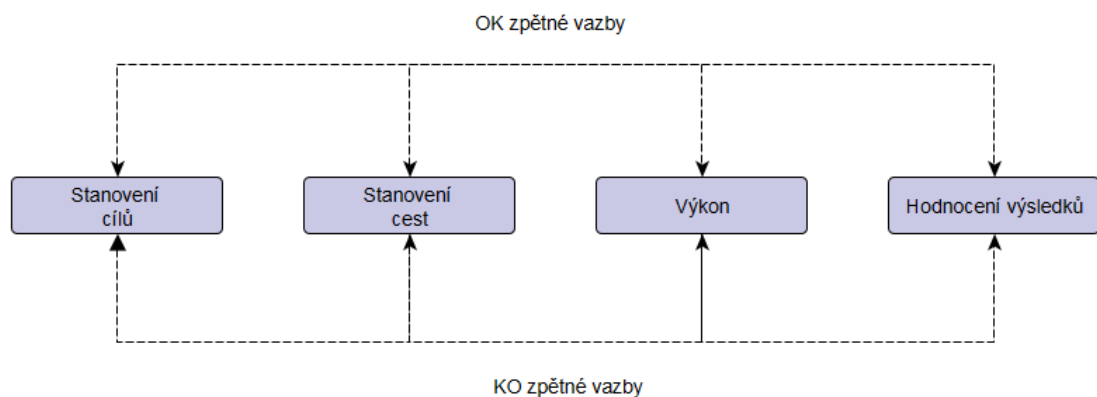 OK zpětné vazby
Stanovení
cílů
Stanovení
cest
Výkon
Hodnocení výsledků
KO zpětné vazby